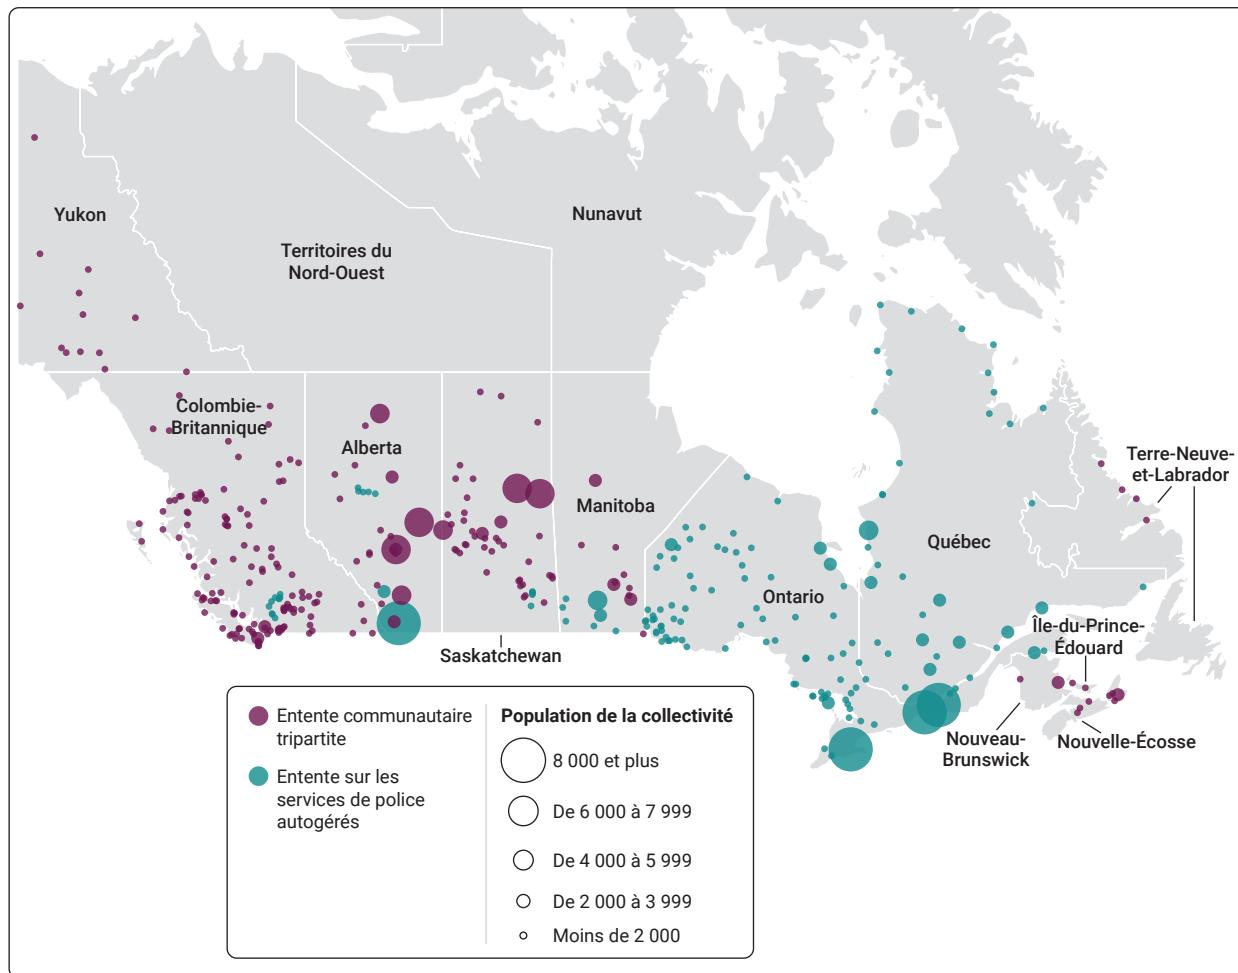 Yukon
Territoires du
Nord-Ouest
Nunavut
Colombie-
Britannique
Alberta
Manitoba
Saskatchewan
Ontario
Québec
Terre-Neuve-
et-Labrador
Île-du-Prince-
Édouard
Nouveau-
Brunswick
Nouvelle-Écosse
Entente communautaire
tripartite
Entente sur les
services de police
autogérés
Population de la collectivité
8 000 et plus
De 6 000 à 7 999
De 4 000 à 5 999
De 2 000 à 3 999
Moins de 2 000